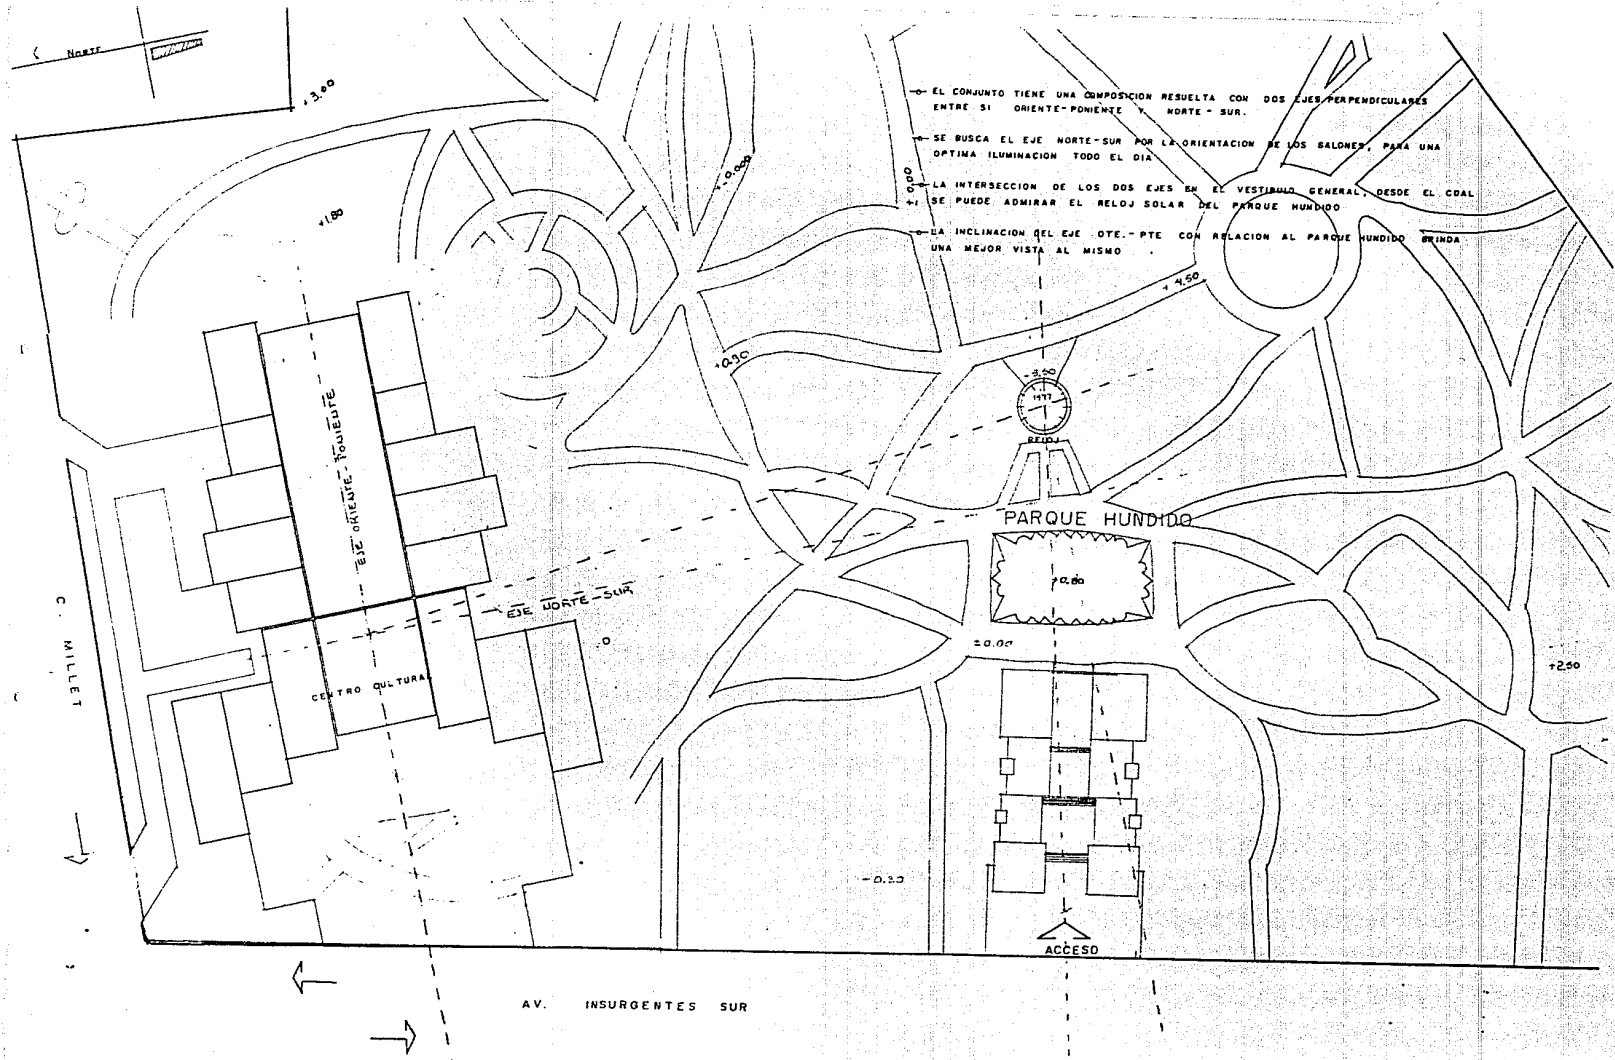 NORTE
+3.00
EL CONJUNTO TIENE UNA COMPOSICION RESUELTA CON DOS EJES PERPENDICULARES
ENTRE SI ORIENTE-PONIENTE Y NORTE-SUR.
SE BUSCA EL EJE NORTE-SUR POR LA ORIENTACION DE LOS SALONES, PARA UNA
OPTIMA ILUMINACION TODO EL DIA
LA INTERSECCION DE LOS DOS EJES EN EL VESTIBULO GENERAL, DESDE EL CUAL
SE PUEDE ADMIRAR EL RELOJ SOLAR DEL PARQUE HUNDIDO
LA INCLINACION DEL EJE OTE.-PTE CON RELACION AL PARQUE HUNDIDO BRINDA
UNA MEJOR VISTA AL MISMO
+1.80
+4.50
+0.90
-3.50
1977
RELOJ
EJE ORIENTE-PONIENTE
PARQUE HUNDIDO
+0.80
EJE NORTE-SUR
±0.00
+2.50
C. MILLET
CENTRO CULTURAL
ACCESO
AV. INSURGENTES SUR